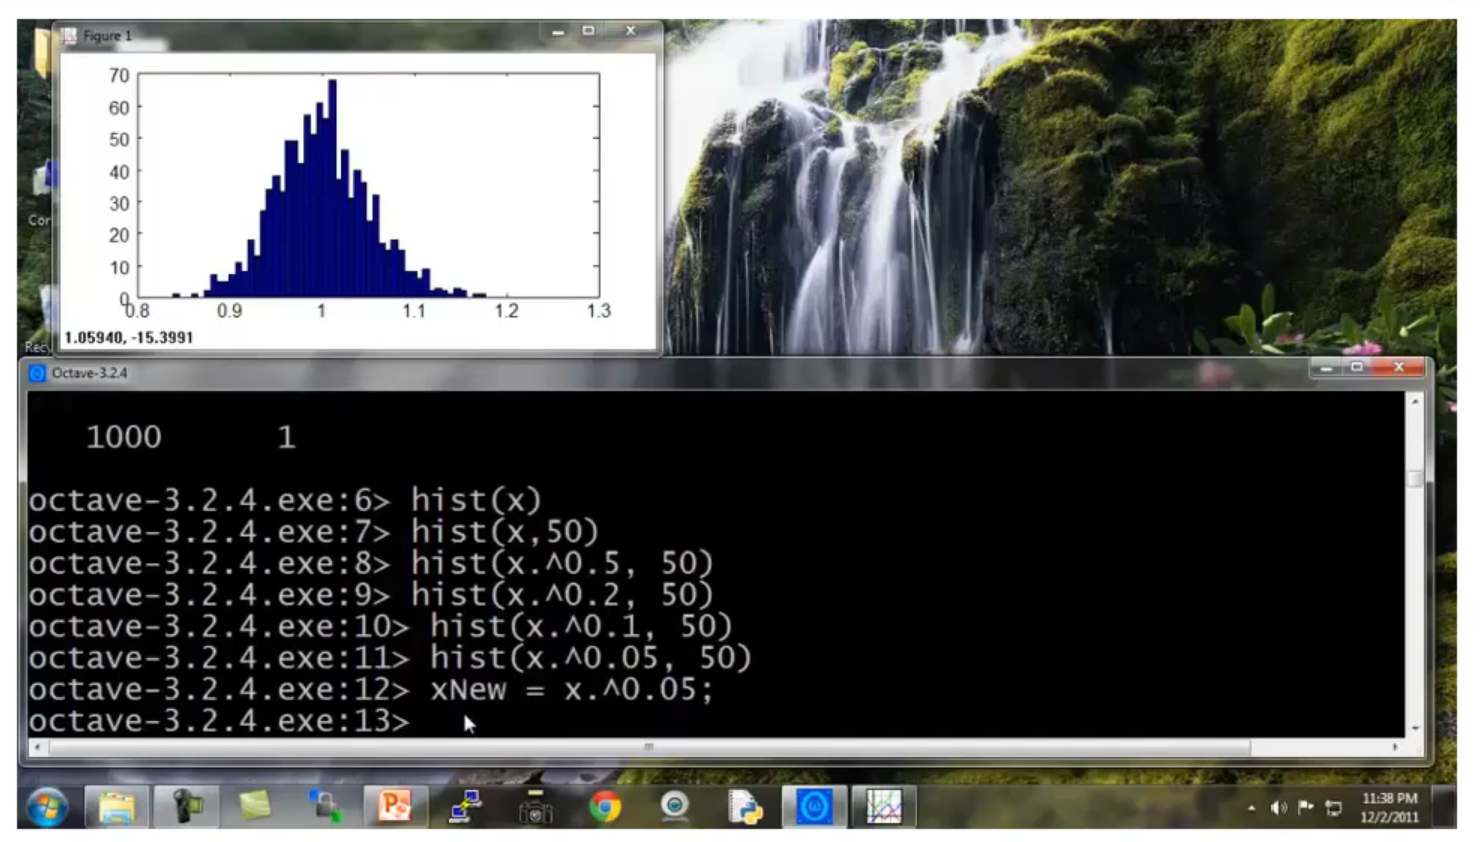 Figure 1
70
60
50
40
30
20
10
0
0.8 0.9 1 1.1 1.2 1.3
1.05940, -15.3991
Cor
Recy
Octave-3.2.4
1000 1
octave-3.2.4.exe:6> hist(x)
octave-3.2.4.exe:7> hist(x,50)
octave-3.2.4.exe:8> hist(x.^0.5, 50)
octave-3.2.4.exe:9> hist(x.^0.2, 50)
octave-3.2.4.exe:10> hist(x.^0.1, 50)
octave-3.2.4.exe:11> hist(x.^0.05, 50)
octave-3.2.4.exe:12> xNew = x.^0.05;
octave-3.2.4.exe:13>
11:38 PM
12/2/2011